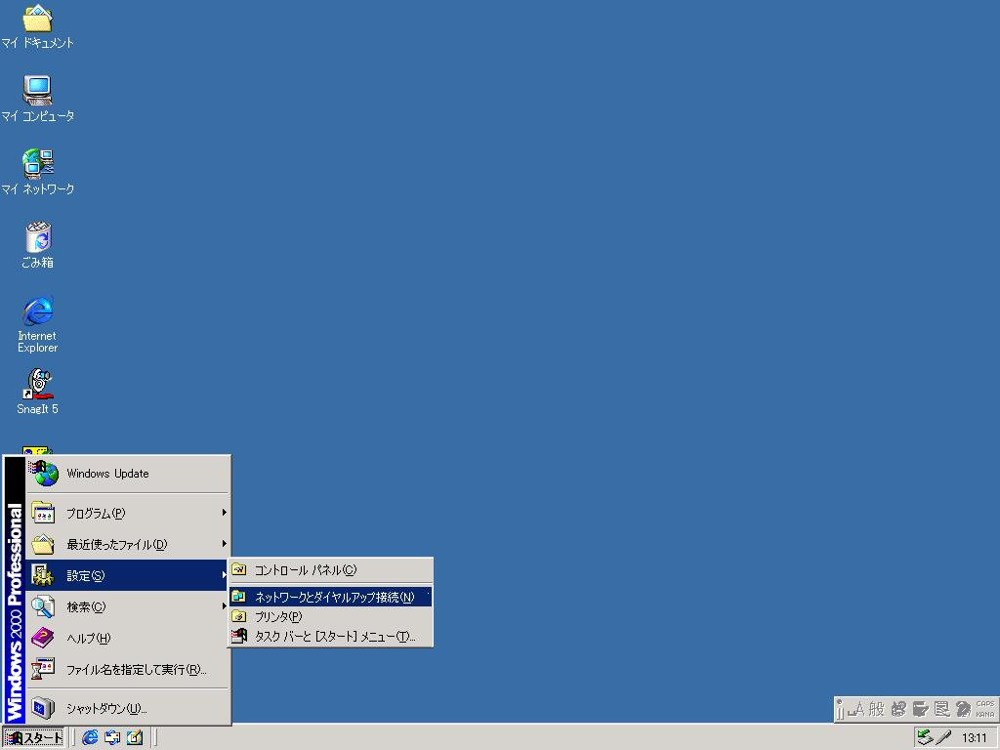 マイ ドキュメント
マイ コンピュータ
マイ ネットワーク
ごみ箱
Internet
Explorer
SnagIt 5
Windows 2000 Professional
Windows Update
プログラム(P)
最近使ったファイル(D)
設定(S)
検索(C)
ヘルプ(H)
ファイル名を指定して実行(R)...
シャットダウン(U)...
コントロール パネル(C)
ネットワークとダイヤルアップ接続(N)
プリンタ(P)
タスク バーと [スタート] メニュー(T)...
スタート
A 般
CAPS
KANA
13:11